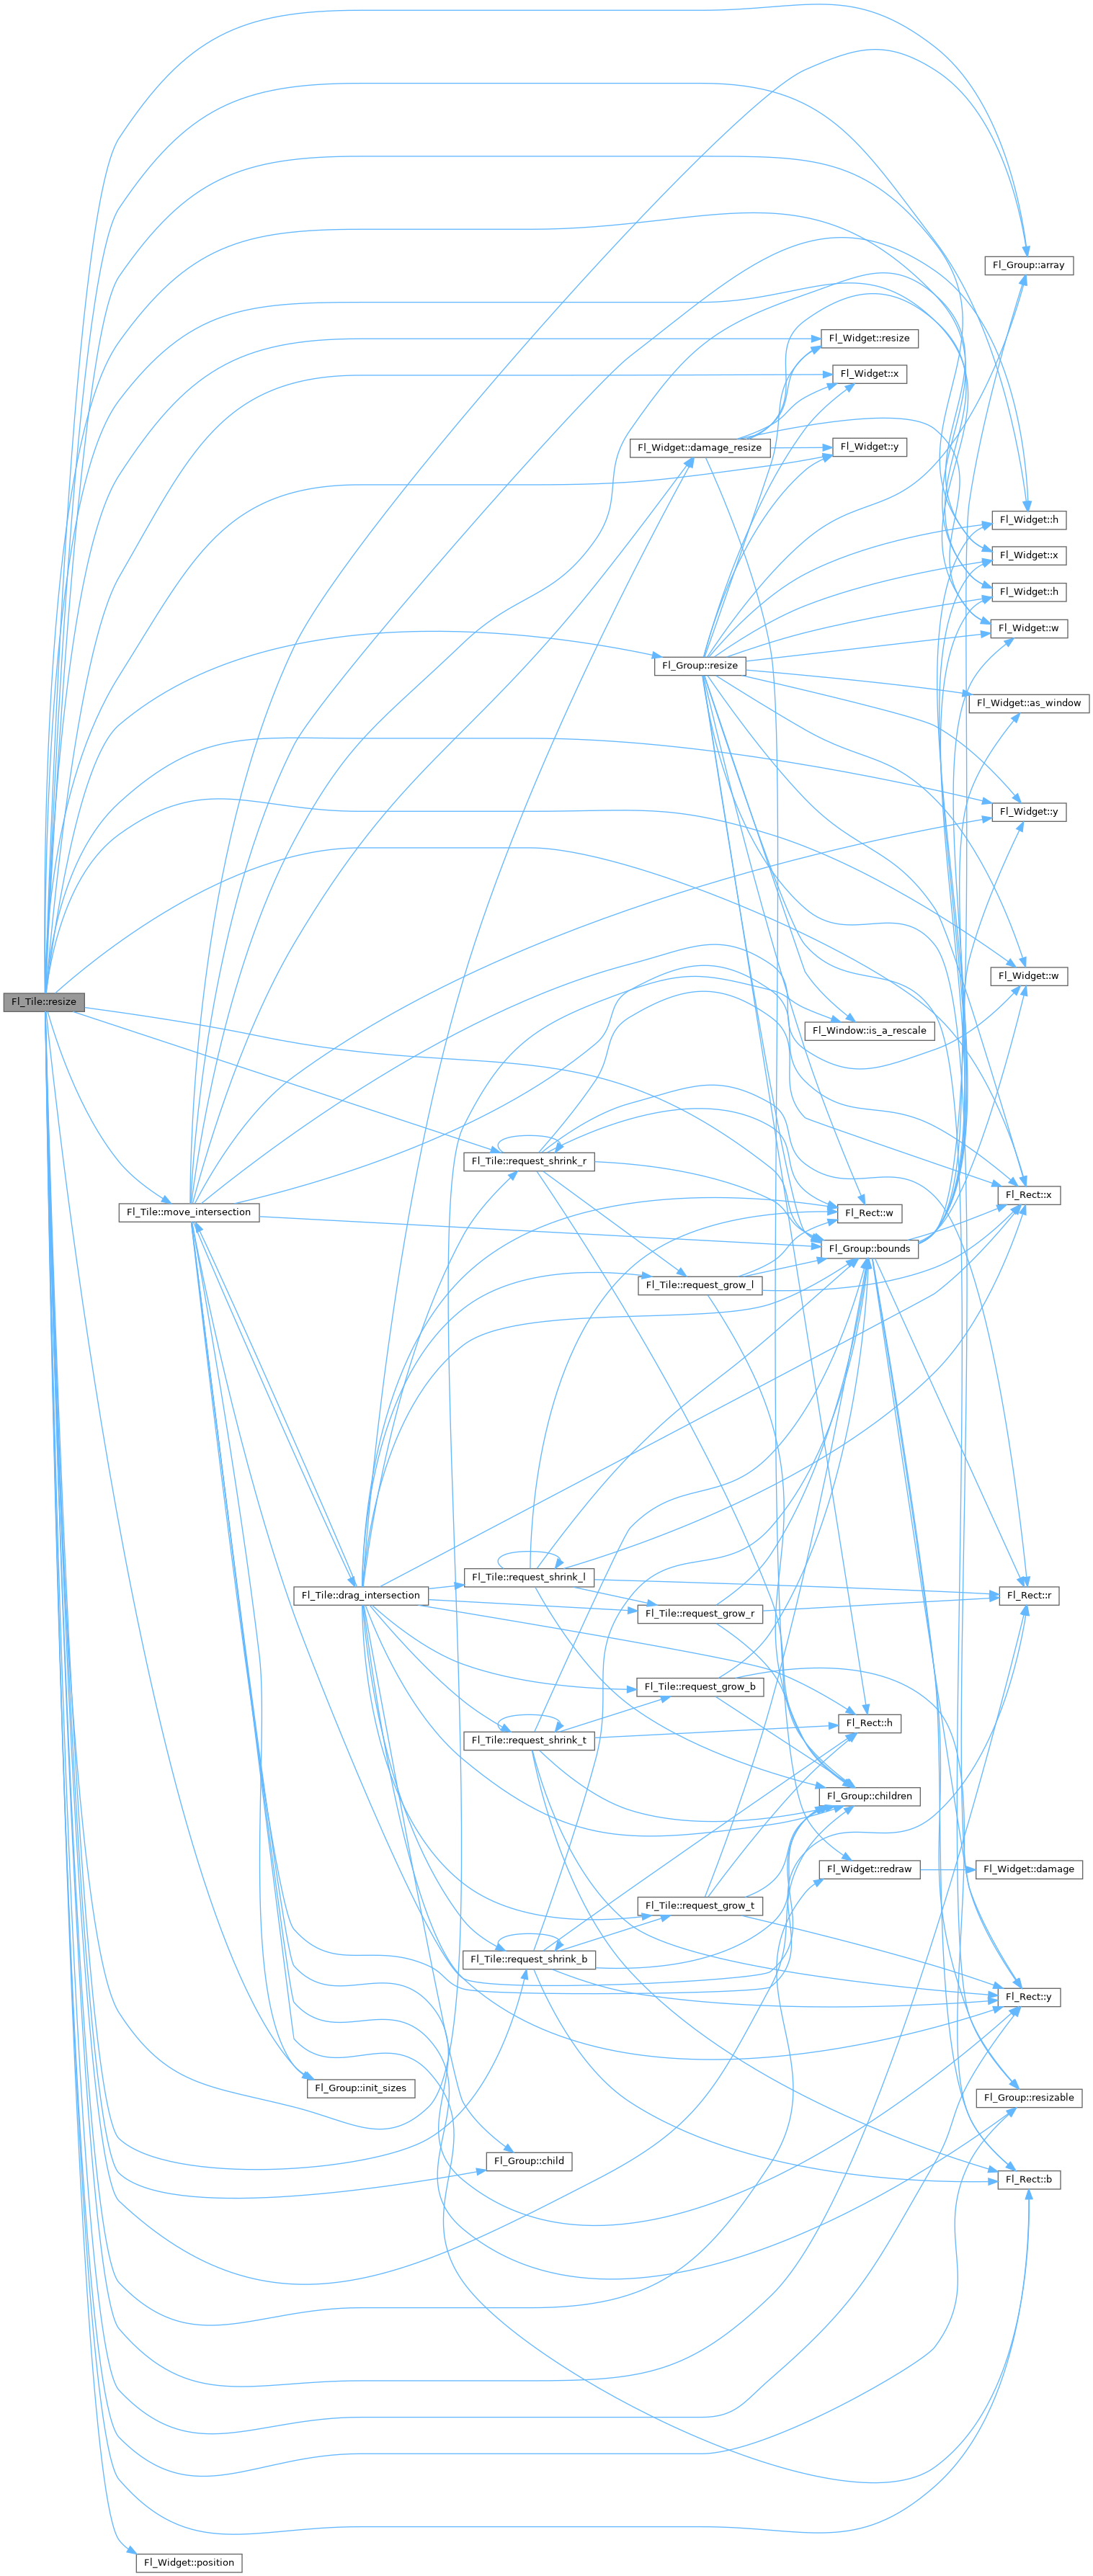 Fl_Group::array
Fl_Widget::resize
Fl_Widget::x
Fl_Widget::damage_resize
Fl_Widget::y
Fl_Widget::h
Fl_Widget::x
Fl_Widget::h
Fl_Widget::w
Fl_Group::resize
Fl_Widget::as_window
Fl_Widget::y
Fl_Widget::w
Fl_Tile::resize
Fl_Window::is_a_rescale
Fl_Tile::request_shrink_r
Fl_Rect::x
Fl_Tile::move_intersection
Fl_Rect::w
Fl_Group::bounds
Fl_Tile::request_grow_l
Fl_Tile::request_shrink_l
Fl_Tile::drag_intersection
Fl_Rect::r
Fl_Tile::request_grow_r
Fl_Tile::request_grow_b
Fl_Rect::h
Fl_Tile::request_shrink_t
Fl_Group::children
Fl_Widget::redraw
Fl_Widget::damage
Fl_Tile::request_grow_t
Fl_Tile::request_shrink_b
Fl_Rect::y
Fl_Group::init_sizes
Fl_Group::resizable
Fl_Group::child
Fl_Rect::b
Fl_Widget::position